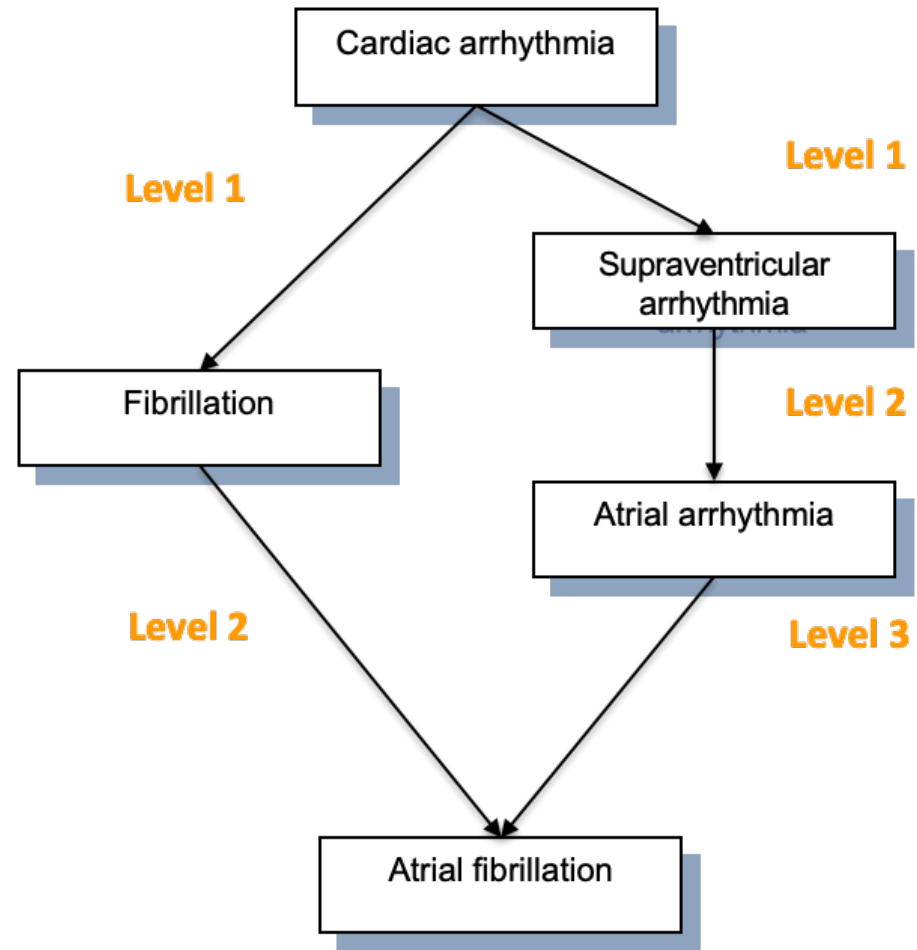 Cardiac arrhythmia
Level 1
Level 1
Supraventricular
arrhythmia
Fibrillation
Level 2
Atrial arrhythmia
Level 2
Level 3
Atrial fibrillation